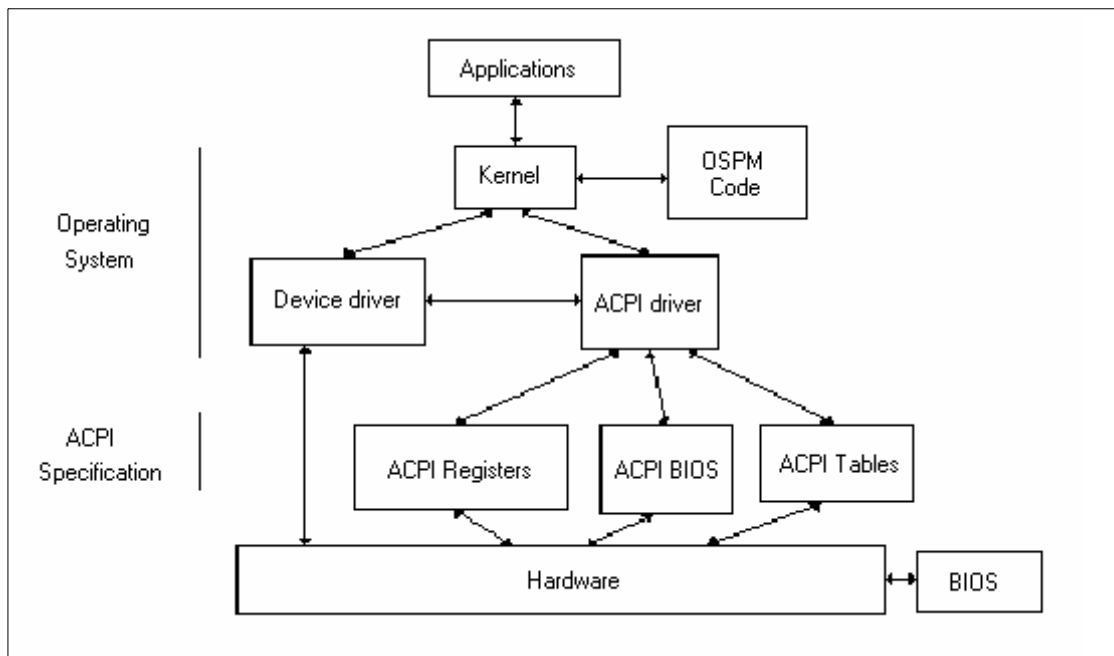 Applications
Kernel
OSPM
Code
Operating
System
Device driver
ACPI driver
ACPI
Specification
ACPI Registers
ACPI BIOS
ACPI Tables
Hardware
BIOS